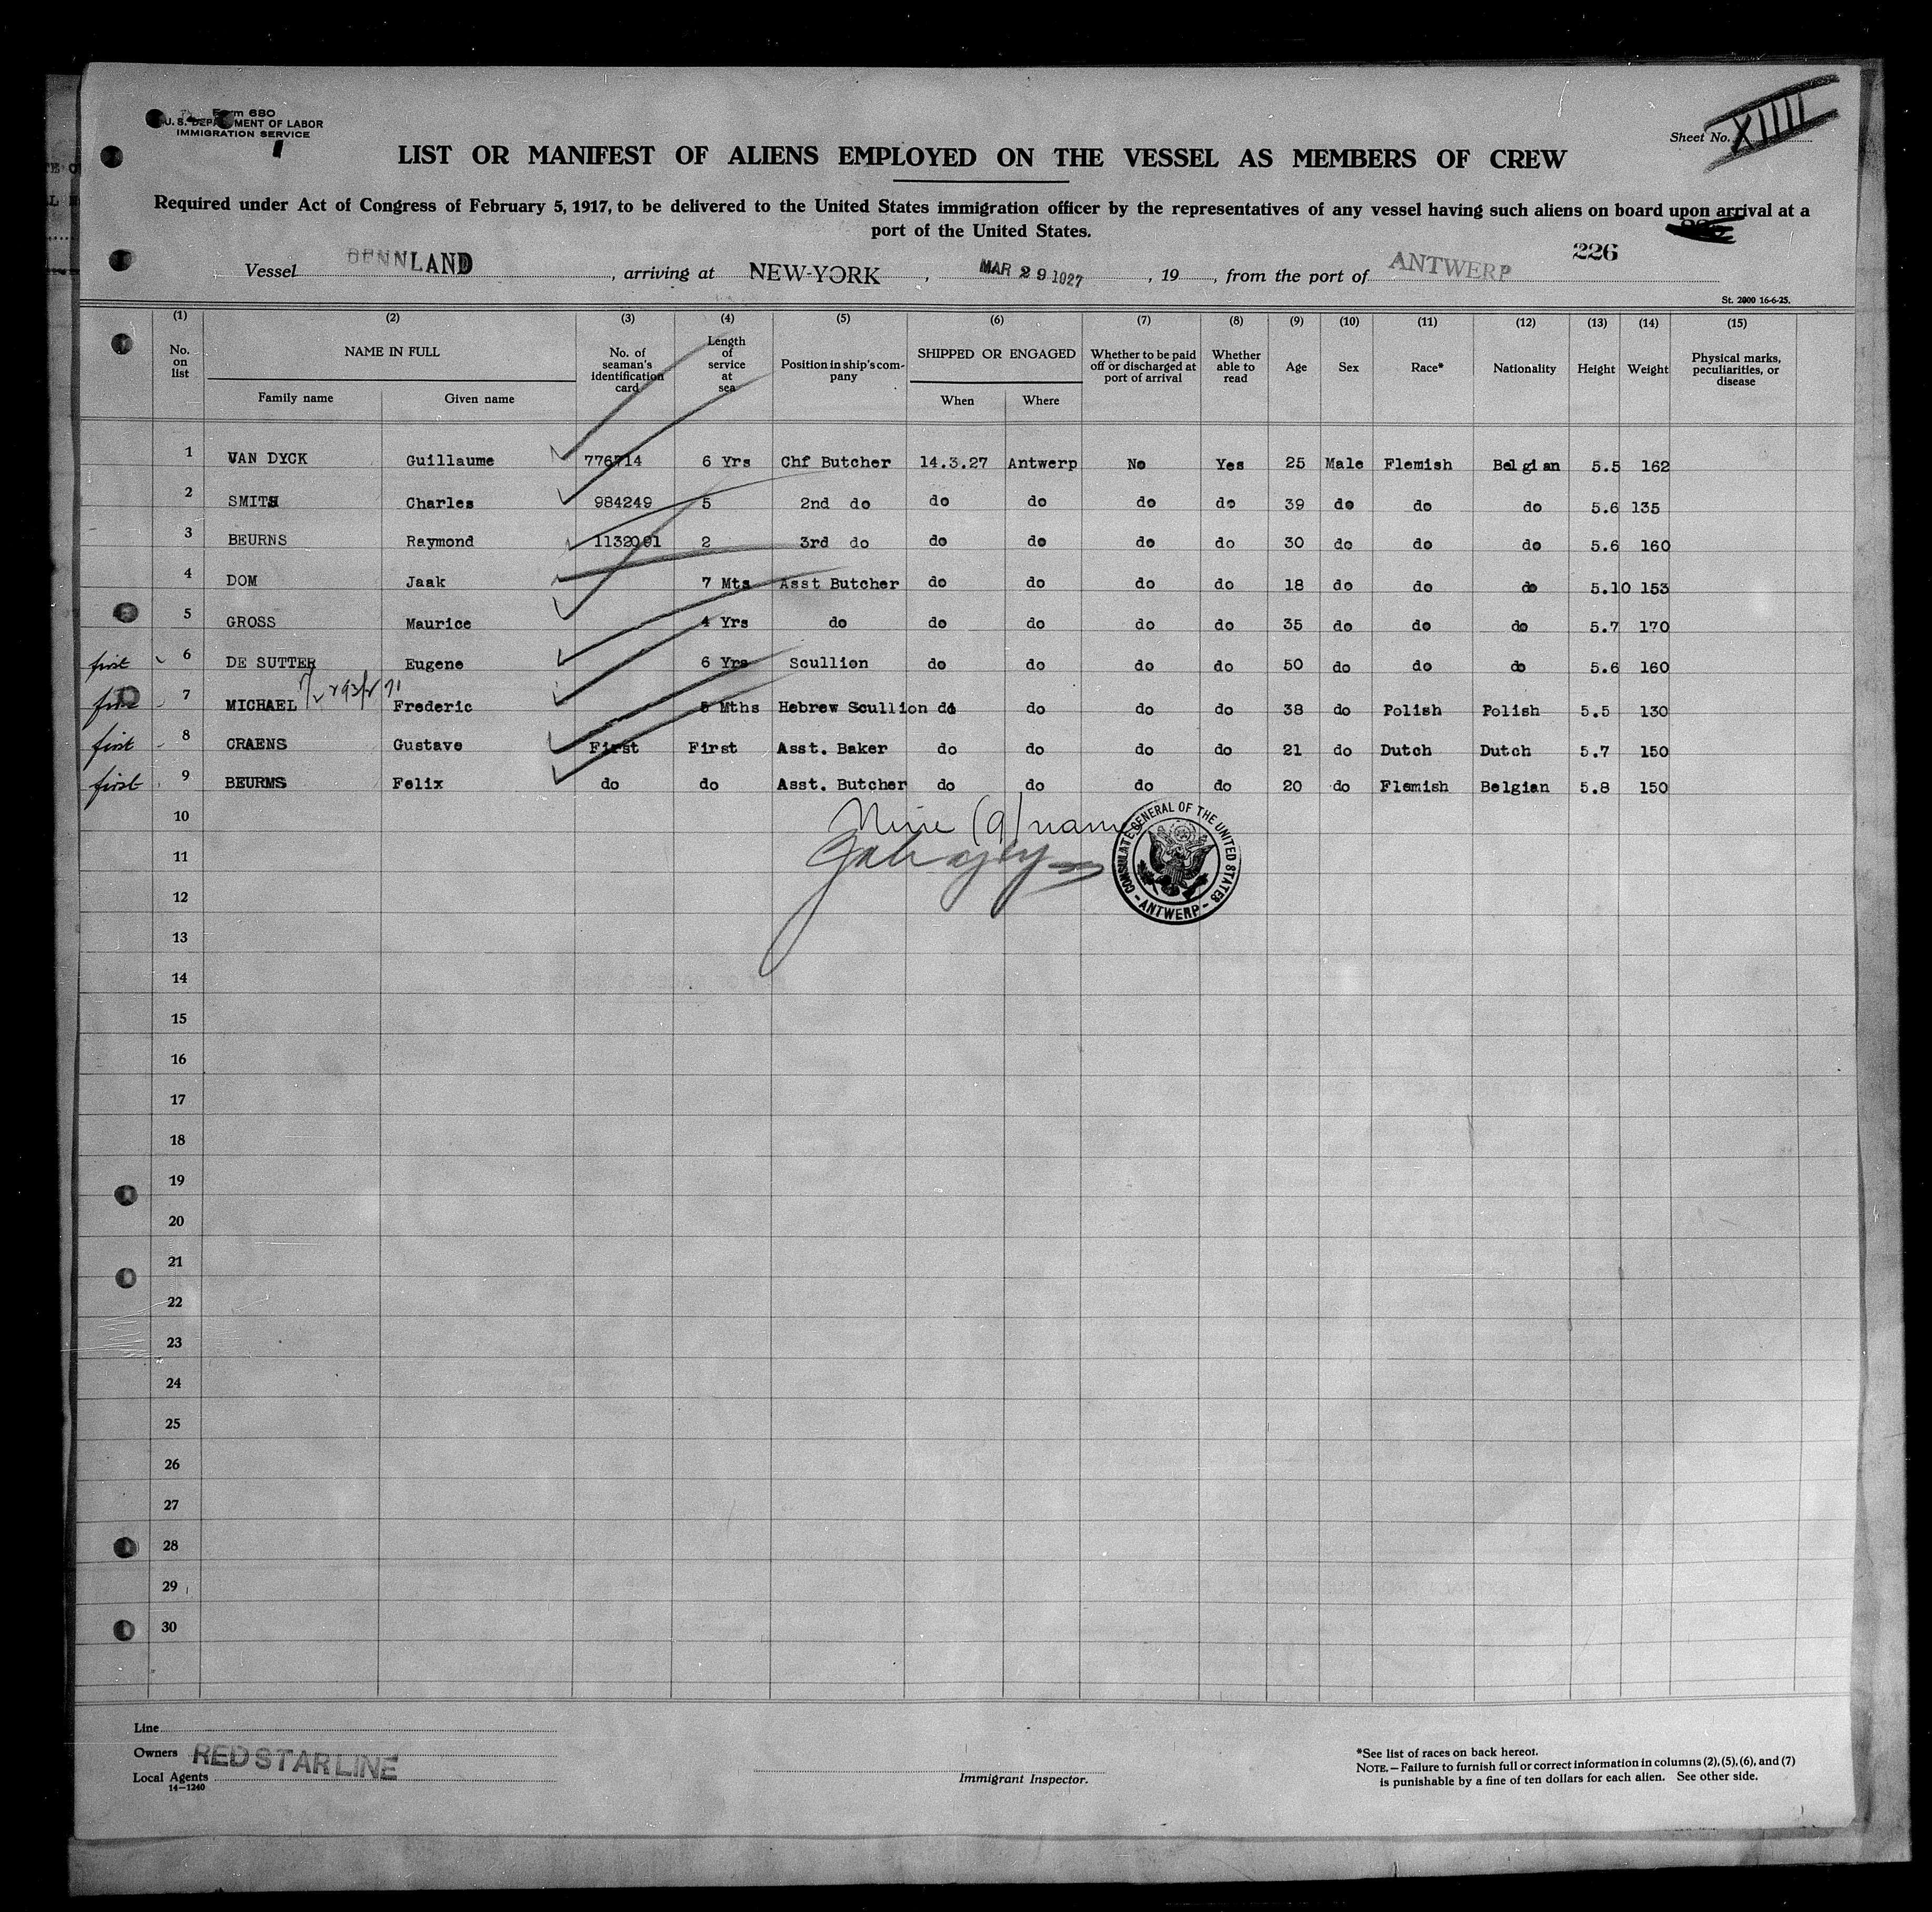 Form 680
U. S. DEPARTMENT OF LABOR
IMMIGRATION SERVICE
Sheet No. XIIII
LIST OR MANIFEST OF ALIENS EMPLOYED ON THE VESSEL AS MEMBERS OF CREW
Required under Act of Congress of February 5, 1917, to be delivered to the United States immigration officer by the representatives of any vessel having such aliens on board upon arrival at a
port of the United States.
226
Vessel PENNLAND, arriving at NEW-YORK, MAR 29 1927, 19, from the port of ANTWERP
St. 2000 16-6-25.
(1) (2) (3) (4) (5) (6) (7) (8) (9) (10) (11) (12) (13) (14) (15)
No. on list NAME IN FULL No. of seaman's identification card Length of service at sea Position in ship's company SHIPPED OR ENGAGED Whether to be paid off or discharged at port of arrival Whether able to read Age Sex Race* Nationality Height Weight Physical marks, peculiarities, or disease
Family name Given name When Where
1 VAN DYCK Guillaume 776714 6 Yrs Chf Butcher 14.3.27 Antwerp No Yes 25 Male Flemish Belgian 5.5 162
2 SMITH Charles 984249 5 2nd do do do do do 39 do do do 5.6 135
3 BEURNS Raymond 1132091 2 3rd do do do do do 30 do do do 5.6 160
4 DOM Jaak 7 Mts Asst Butcher do do do do 18 do do do 5.10 153
5 GROSS Maurice 4 Yrs do do do do do 35 do do do 5.7 170
first 6 DE SUTTER Eugene 6 Yrs Scullion do do do do 50 do do do 5.6 160
first 7 MICHAEL Frederic 5 Mths Hebrew Scullion do do do do 38 do Polish Polish 5.5 130
first 8 CRAENS Gustave First First Asst. Baker do do do do 21 do Dutch Dutch 5.7 150
first 9 BEURMS Felix do do Asst. Butcher do do do do 20 do Flemish Belgian 5.8 150
10 Nine (9) names
CONSULATE GENERAL OF THE UNITED STATES - ANTWERP -
11
12
13
14
15
16
17
18
19
20
21
22
23
24
25
26
27
28
29
30
Line
Owners RED STAR LINE
Local Agents
14-1240
Immigrant Inspector.
*See list of races on back hereof.
NOTE.—Failure to furnish full or correct information in columns (2), (5), (6), and (7)
is punishable by a fine of ten dollars for each alien. See other side.